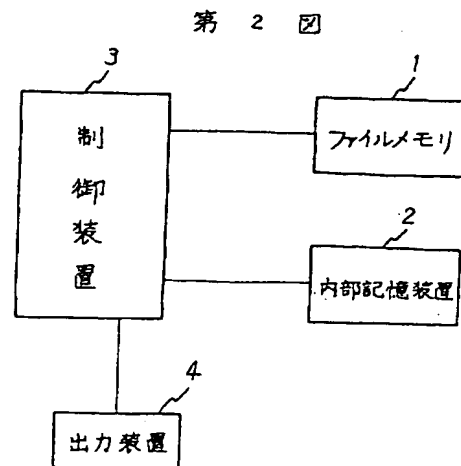 第 2 図
3
制御装置
1
ファイルメモリ
2
内部記憶装置
4
出力装置